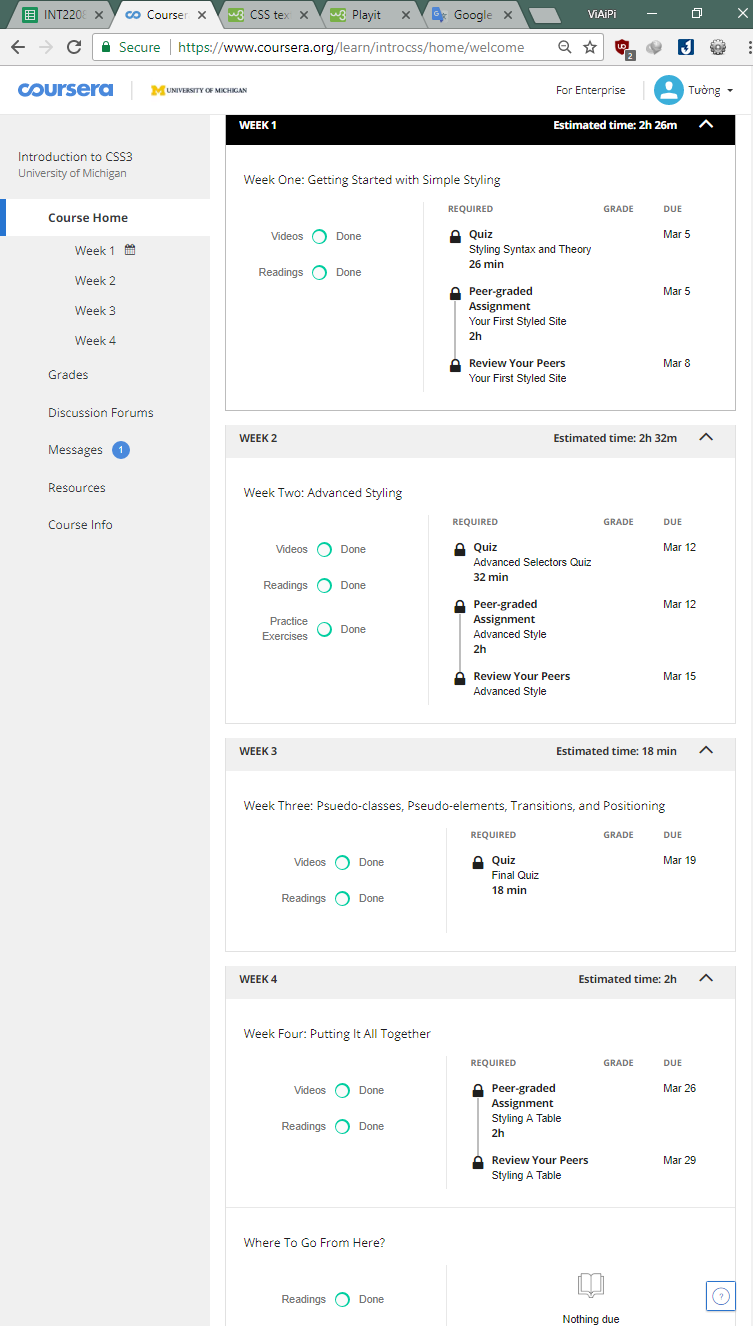 INT220
Courser
CSS tex
Playit
Google
ViAiPi
Secure https://www.coursera.org/learn/introcss/home/welcome
2
coursera
M UNIVERSITY OF MICHIGAN
For Enterprise
Tường
Introduction to CSS3
University of Michigan
Course Home
Week 1
Week 2
Week 3
Week 4
Grades
Discussion Forums
Messages 1
Resources
Course Info
WEEK 1 Estimated time: 2h 26m
Week One: Getting Started with Simple Styling
Videos Done
Readings Done
REQUIRED GRADE DUE
Quiz Mar 5
Styling Syntax and Theory
26 min
Peer-graded Mar 5
Assignment
Your First Styled Site
2h
Review Your Peers Mar 8
Your First Styled Site
WEEK 2 Estimated time: 2h 32m
Week Two: Advanced Styling
Videos Done
Readings Done
Practice
Exercises Done
REQUIRED GRADE DUE
Quiz Mar 12
Advanced Selectors Quiz
32 min
Peer-graded Mar 12
Assignment
Advanced Style
2h
Review Your Peers Mar 15
Advanced Style
WEEK 3 Estimated time: 18 min
Week Three: Psuedo-classes, Pseudo-elements, Transitions, and Positioning
Videos Done
Readings Done
REQUIRED GRADE DUE
Quiz Mar 19
Final Quiz
18 min
WEEK 4 Estimated time: 2h
Week Four: Putting It All Together
Videos Done
Readings Done
REQUIRED GRADE DUE
Peer-graded Mar 26
Assignment
Styling A Table
2h
Review Your Peers Mar 29
Styling A Table
Where To Go From Here?
Readings Done
Nothing due
?